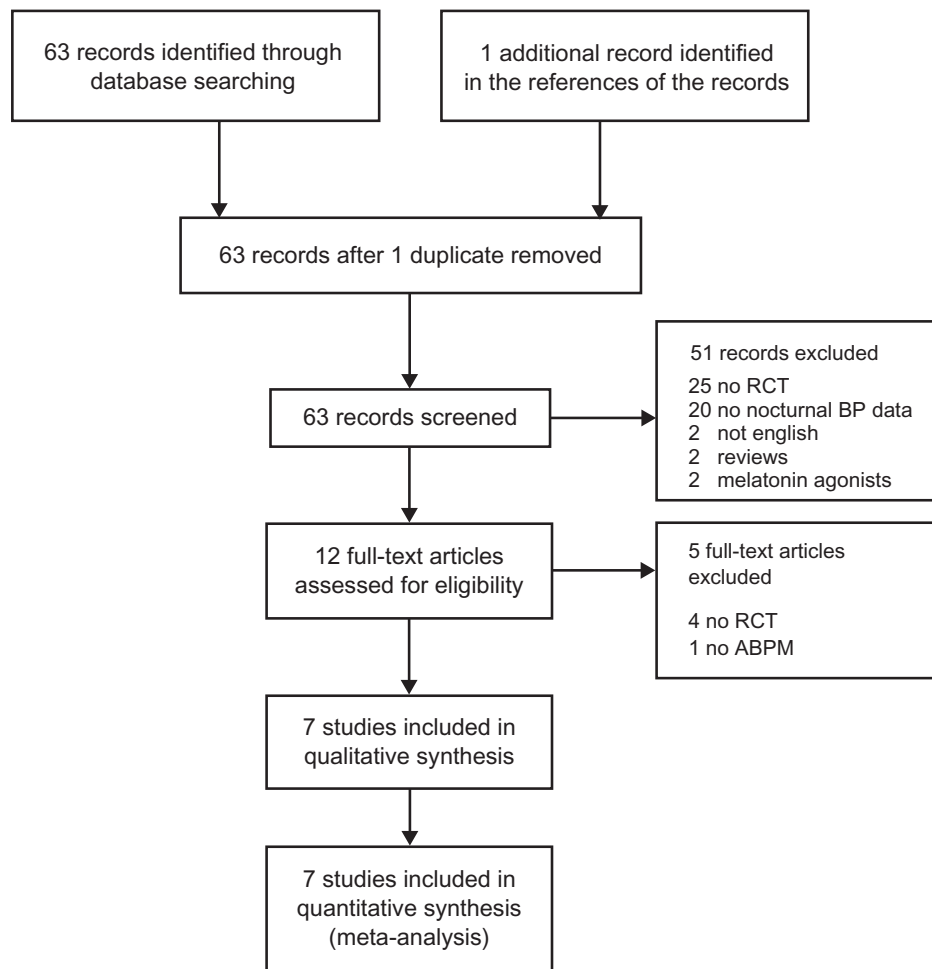 63 records identified through
database searching
1 additional record identified
in the references of the records
63 records after 1 duplicate removed
63 records screened
51 records excluded
25 no RCT
20 no nocturnal BP data
2 not english
2 reviews
2 melatonin agonists
12 full-text articles
assessed for eligibility
5 full-text articles
excluded
4 no RCT
1 no ABPM
7 studies included in
qualitative synthesis
7 studies included in
quantitative synthesis
(meta-analysis)